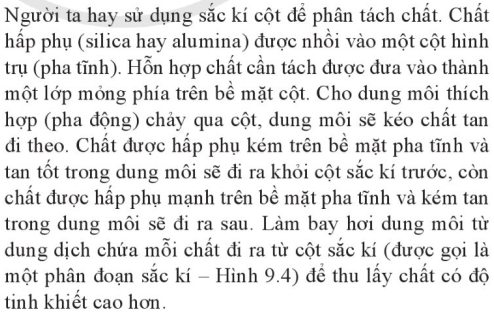 Người ta hay sử dụng sắc kí cột để phân tách chất. Chất
hấp phụ (silica hay alumina) được nhồi vào một cột hình
trụ (pha tĩnh). Hỗn hợp chất cần tách được đưa vào thành
một lớp mỏng phía trên bề mặt cột. Cho dung môi thích
hợp (pha động) chảy qua cột, dung môi sẽ kéo chất tan
đi theo. Chất được hấp phụ kém trên bề mặt pha tĩnh và
tan tốt trong dung môi sẽ đi ra khỏi cột sắc kí trước, còn
chất được hấp phụ mạnh trên bề mặt pha tĩnh và kém tan
trong dung môi sẽ đi ra sau. Làm bay hơi dung môi từ
dung dịch chứa mỗi chất đi ra từ cột sắc kí (được gọi là
một phân đoạn sắc kí – Hình 9.4) để thu lấy chất có độ
tinh khiết cao hơn.